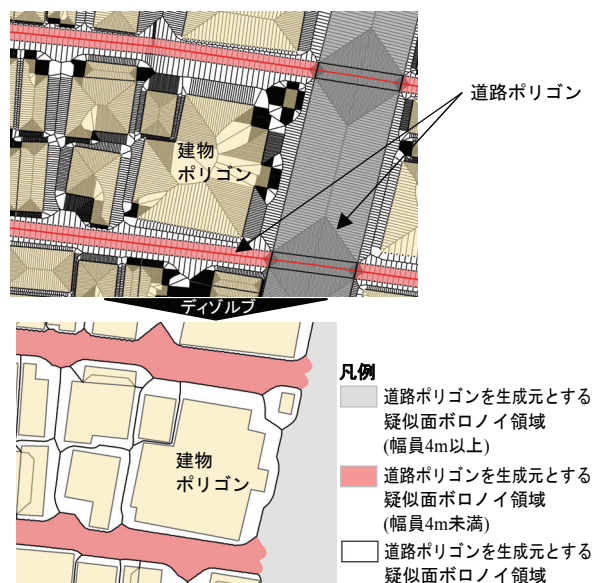 道路ポリゴン
建物
ポリゴン
ディゾルブ
建物
ポリゴン
凡例
道路ポリゴンを生成元とする
疑似面ボロノイ領域
(幅員4m以上)
道路ポリゴンを生成元とする
疑似面ボロノイ領域
(幅員4m未満)
道路ポリゴンを生成元とする
疑似面ボロノイ領域